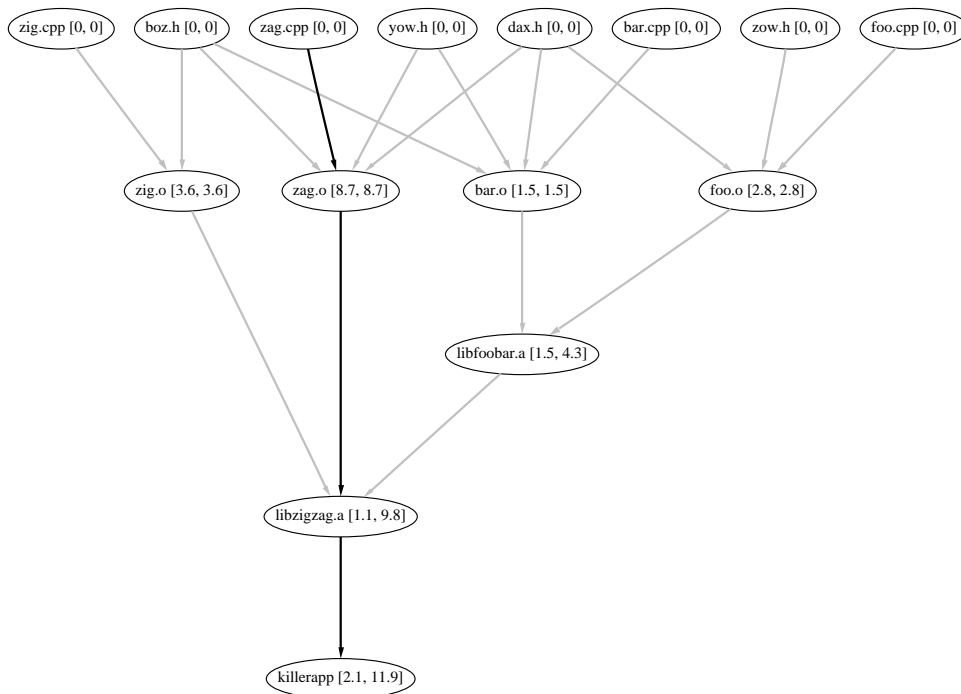 zig.cpp [0, 0]
boz.h [0, 0]
zag.cpp [0, 0]
yow.h [0, 0]
dax.h [0, 0]
bar.cpp [0, 0]
zow.h [0, 0]
foo.cpp [0, 0]
zig.o [3.6, 3.6]
zag.o [8.7, 8.7]
bar.o [1.5, 1.5]
foo.o [2.8, 2.8]
libfoobar.a [1.5, 4.3]
libzigzag.a [1.1, 9.8]
killerapp [2.1, 11.9]